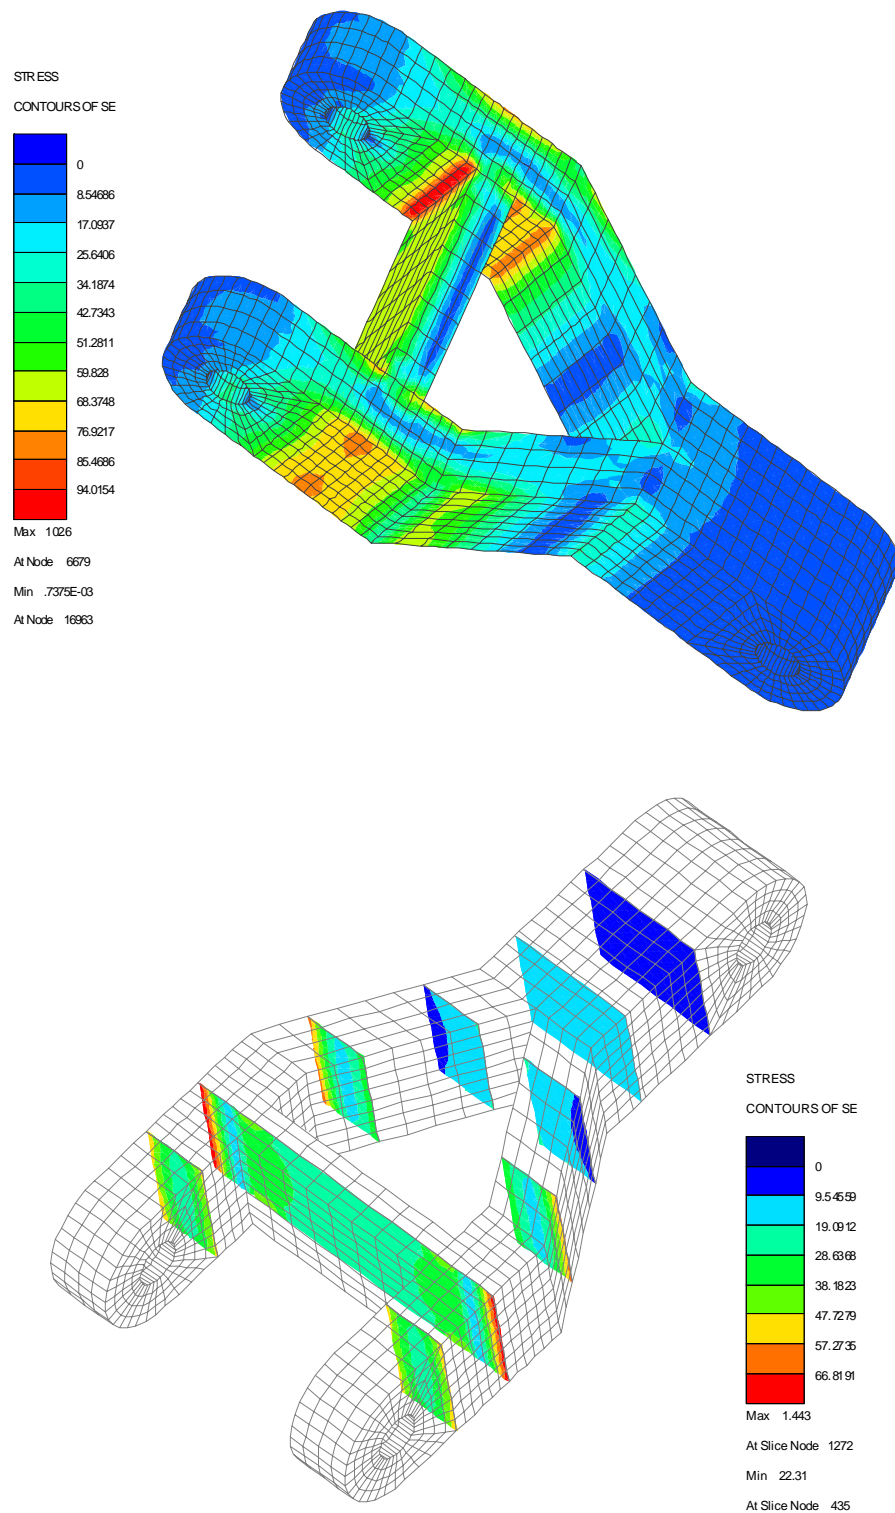 STRESS
CONTOURS OF SE
0
8.54686
17.0937
25.6406
34.1874
42.7343
51.2811
59.828
68.3748
76.9217
85.4686
94.0154
Max 102.6
At Node 6679
Min .7375E-03
At Node 16963
STRESS
CONTOURS OF SE
0
9.54559
19.0912
28.6368
38.1823
47.7279
57.2735
66.8191
Max 1.443
At Slice Node 1272
Min 22.31
At Slice Node 435